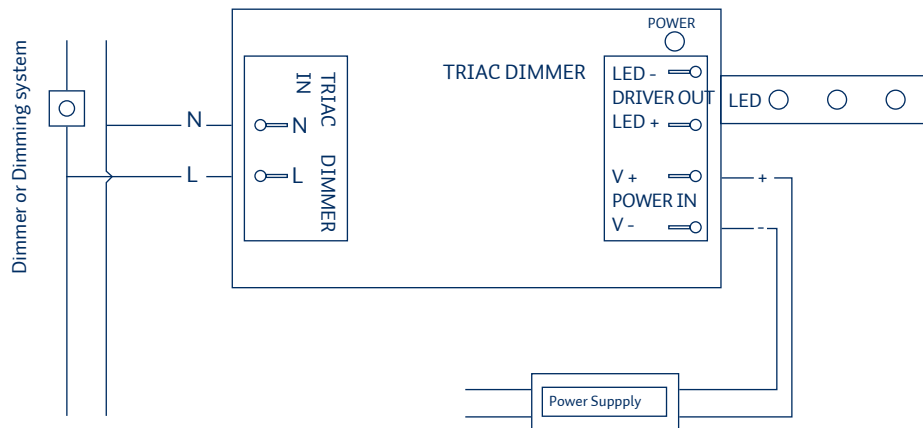 Dimmer or Dimming system
N
L
TRIAC IN
DIMMER
N
L
TRIAC DIMMER
POWER
LED -
DRIVER OUT
LED +
V +
POWER IN
V -
LED
+
-
Power Suppply